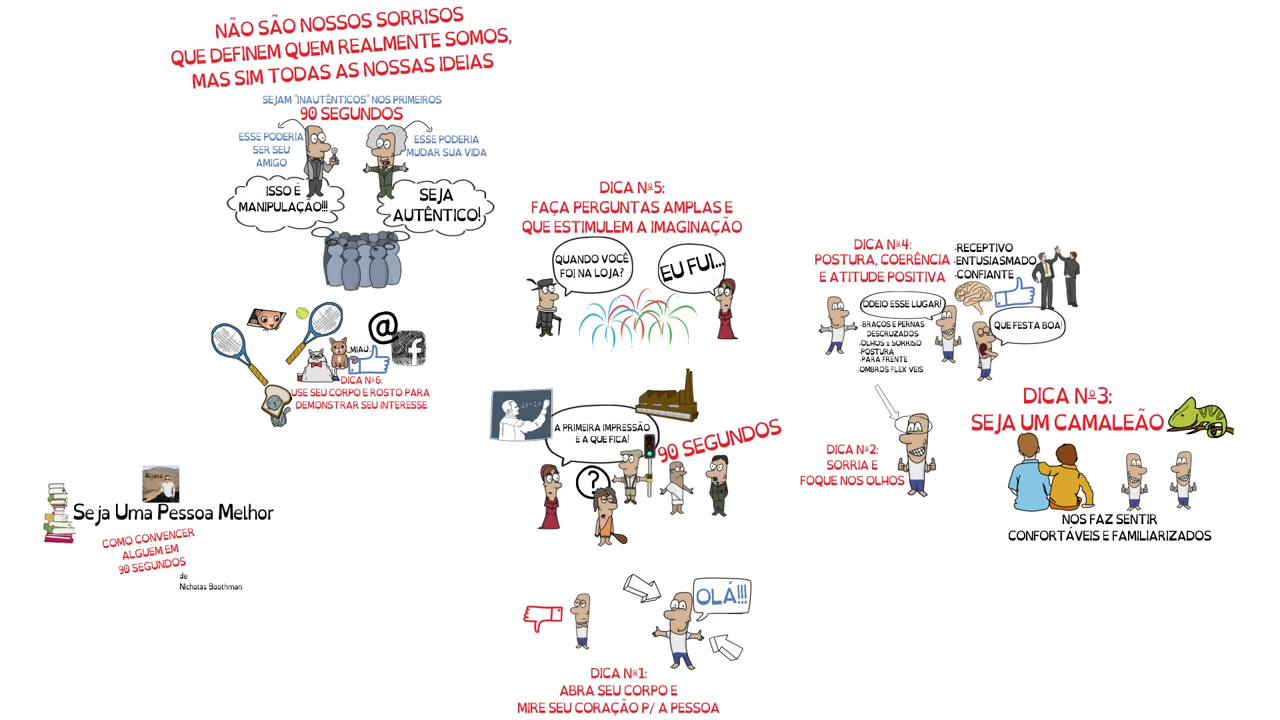 NÃO SÃO NOSSOS SORRISOS
QUE DEFINEM QUEM REALMENTE SOMOS,
MAS SIM TODAS AS NOSSAS IDEIAS
SEJAM "INAUTÊNTICOS" NOS PRIMEIROS
90 SEGUNDOS
ESSE PODERIA
SER SEU
AMIGO
ESSE PODERIA
MUDAR SUA VIDA
ISSO É
MANIPULAÇÃO!!!
SEJA
AUTÊNTICO!
MIAU
@
f
DICA Nº6:
USE SEU CORPO E ROSTO PARA
DEMONSTRAR SEU INTERESSE
Seja Uma Pessoa Melhor
COMO CONVENCER
ALGUÉM EM
90 SEGUNDOS
de
Nicholas Boothman
DICA Nº5:
FAÇA PERGUNTAS AMPLAS E
QUE ESTIMULEM A IMAGINAÇÃO
QUANDO VOCÊ
FOI NA LOJA?
EU FUI...
A PRIMEIRA IMPRESSÃO
É A QUE FICA!
90 SEGUNDOS
?
OLÁ!!!
DICA Nº1:
ABRA SEU CORPO E
MIRE SEU CORAÇÃO P/ A PESSOA
DICA Nº4:
POSTURA, COERÊNCIA
E ATITUDE POSITIVA
-RECEPTIVO
-ENTUSIASMADO
-CONFIANTE
ODEIO ESSE LUGAR!
QUE FESTA BOA!
-BRAÇOS E PERNAS
DESCRUZADOS
-OLHOS E SORRISO
-POSTURA
-PARA FRENTE
-OMBROS FLEXÍVEIS
DICA Nº2:
SORRIA E
FOQUE NOS OLHOS
DICA Nº3:
SEJA UM CAMALEÃO
NOS FAZ SENTIR
CONFORTÁVEIS E FAMILIARIZADOS